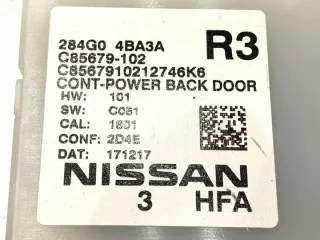 284G0 4BA3A R3
C85679-102
C8567910212746K6
CONT-POWER BACK DOOR
HW: 101
SW: C051
CAL: 1601
CONF: 2D4E
DAT: 171217
NISSAN
3 HFA